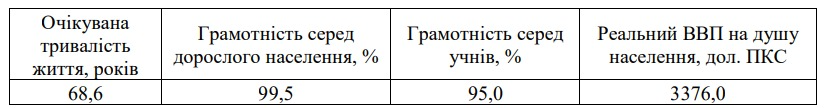 Очікувана
тривалість
життя, років
Грамотність серед
дорослого населення, %
Грамотність серед
учнів, %
Реальний ВВП на душу
населення, дол. ПКС
68,6
99,5
95,0
3376,0